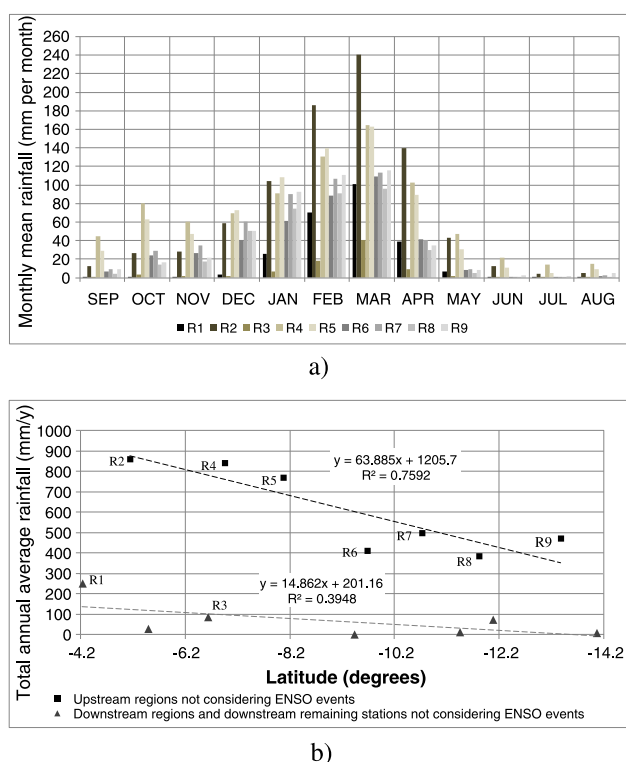 260
240
220
200
180
160
140
120
100
80
60
40
20
0
Monthly mean rainfall (mm per month)
SEP OCT NOV DEC JAN FEB MAR APR MAY JUN JUL AUG
R1 R2 R3 R4 R5 R6 R7 R8 R9
a)
1000
900
800
700
600
500
400
300
200
100
0
Total annual average rainfall (mm/y)
R2
R4
R5
y = 63.885x + 1205.7
R² = 0.7592
R6
R7
R8
R9
R1
R3
y = 14.862x + 201.16
R² = 0.3948
-4.2 -6.2 -8.2 -10.2 -12.2 -14.2
Latitude (degrees)
Upstream regions not considering ENSO events
Downstream regions and downstream remaining stations not considering ENSO events
b)